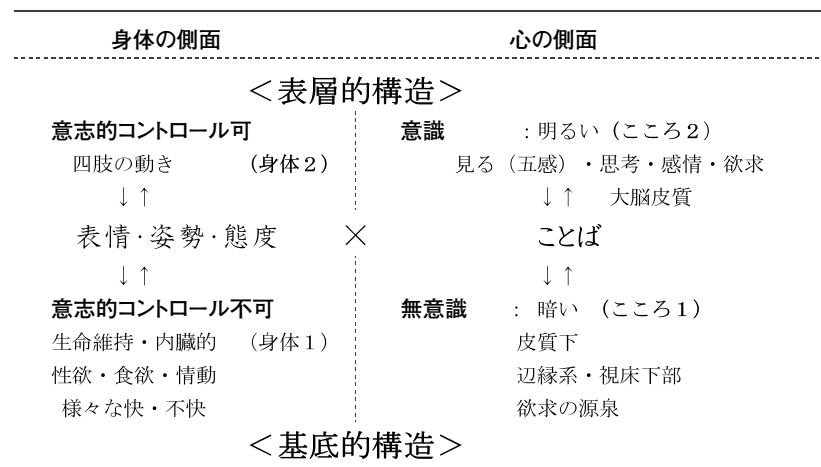 身体の側面　心の側面
＜表層的構造＞
意志的コントロール可　意識　：明るい（こころ２）
四肢の動き　（身体２）　見る（五感）・思考・感情・欲求
↓↑　↓↑　大脳皮質
表情・姿勢・態度　×　ことば
↓↑　↓↑
意志的コントロール不可　無意識　：暗い　（こころ１）
生命維持・内臓的　（身体１）　皮質下
性欲・食欲・情動　辺縁系・視床下部
様々な快・不快　欲求の源泉
＜基底的構造＞